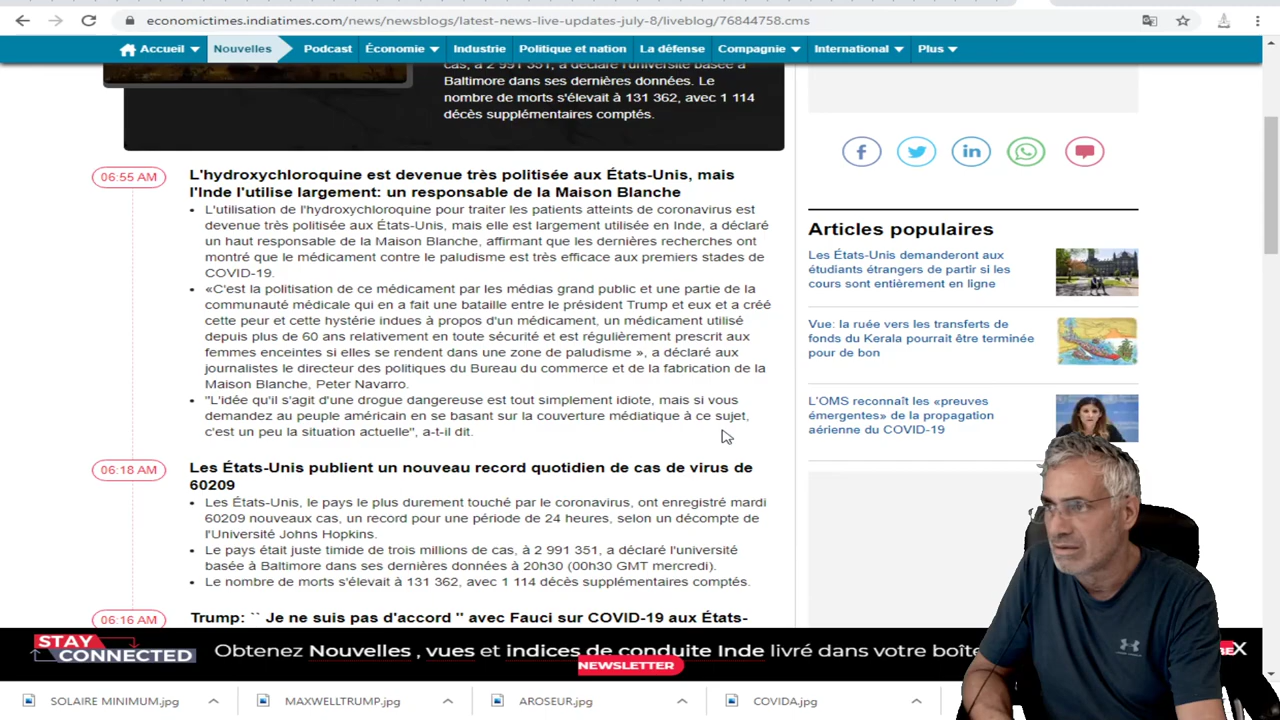 economictimes.indiatimes.com/news/newsblogs/latest-news-live-updates-july-8/liveblog/76844758.cms
Accueil Nouvelles Podcast Économie Industrie Politique et nation La défense Compagnie International Plus
cas, à 2 991 351, a déclaré l'université basée à
Baltimore dans ses dernières données. Le
nombre de morts s'élevait à 131 362, avec 1 114
décès supplémentaires comptés.
06:55 AM
L'hydroxychloroquine est devenue très politisée aux États-Unis, mais
l'Inde l'utilise largement: un responsable de la Maison Blanche
• L'utilisation de l'hydroxychloroquine pour traiter les patients atteints de coronavirus est
devenue très politisée aux États-Unis, mais elle est largement utilisée en Inde, a déclaré
un haut responsable de la Maison Blanche, affirmant que les dernières recherches ont
montré que le médicament contre le paludisme est très efficace aux premiers stades de
COVID-19.
• «C'est la politisation de ce médicament par les médias grand public et une partie de la
communauté médicale qui en a fait une bataille entre le président Trump et eux et a créé
cette peur et cette hystérie indues à propos d'un médicament, un médicament utilisé
depuis plus de 60 ans relativement en toute sécurité et est régulièrement prescrit aux
femmes enceintes si elles se rendent dans une zone de paludisme », a déclaré aux
journalistes le directeur des politiques du Bureau du commerce et de la fabrication de la
Maison Blanche, Peter Navarro.
• "L'idée qu'il s'agit d'une drogue dangereuse est tout simplement idiote, mais si vous
demandez au peuple américain en se basant sur la couverture médiatique à ce sujet,
c'est un peu la situation actuelle", a-t-il dit.
06:18 AM
Les États-Unis publient un nouveau record quotidien de cas de virus de
60209
• Les États-Unis, le pays le plus durement touché par le coronavirus, ont enregistré mardi
60209 nouveaux cas, un record pour une période de 24 heures, selon un décompte de
l'Université Johns Hopkins.
• Le pays était juste timide de trois millions de cas, à 2 991 351, a déclaré l'université
basée à Baltimore dans ses dernières données à 20h30 (00h30 GMT mercredi).
• Le nombre de morts s'élevait à 131 362, avec 1 114 décès supplémentaires comptés.
06:16 AM
Trump: `` Je ne suis pas d'accord '' avec Fauci sur COVID-19 aux États-
Articles populaires
Les États-Unis demanderont aux
étudiants étrangers de partir si les
cours sont entièrement en ligne
Vue: la ruée vers les transferts de
fonds du Kerala pourrait être terminée
pour de bon
L'OMS reconnaît les «preuves
émergentes» de la propagation
aérienne du COVID-19
STAY
CONNECTED
Obtenez Nouvelles , vues et indices de conduite Inde livré dans votre boîte
NEWSLETTER
X
SOLAIRE MINIMUM.jpg
MAXWELLTRUMP.jpg
AROSEUR.jpg
COVIDA.jpg